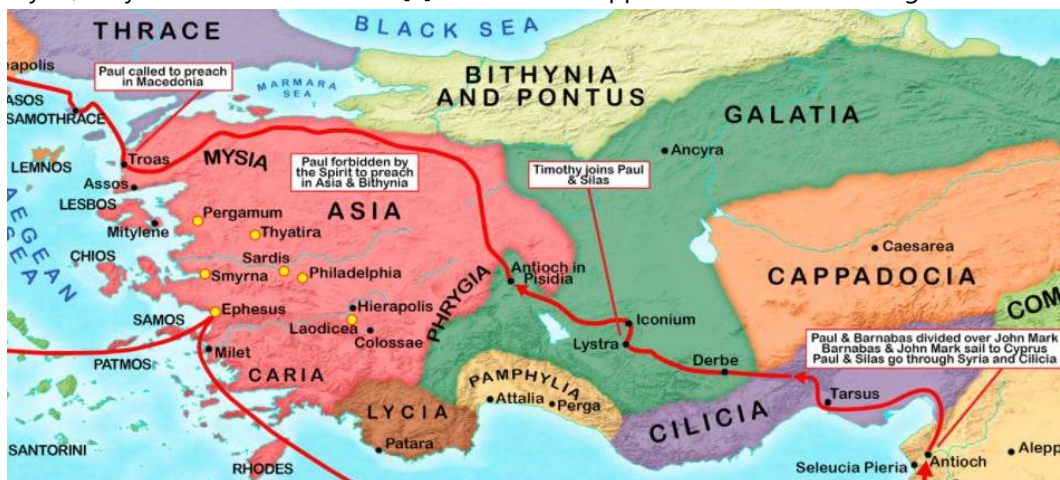 THRACE
BLACK SEA
Paul called to preach
in Macedonia
MARMARA
SEA
BITHYNIA
AND PONTUS
GALATIA
SAMOTHRACE
Troas
MYSIA
Paul forbidden by
the Spirit to preach
in Asia & Bithynia
Ancyra
Timothy joins Paul
& Silas
LEMNOS
Assos
LESBOS
Mitylene
ASIA
AEGEAN
SEA
Pergamum
Thyatira
CHIOS
Sardis
Smyrna
Philadelphia
Antioch in
Pisidia
PHRYGIA
Caesarea
CAPPADOCIA
Ephesus
Hierapolis
Laodicea
Colossae
Iconium
Lystra
SAMOS
PATMOS
Milet
CARIA
Derbe
Paul & Barnabas divided over John Mark
Barnabas & John Mark sail to Cyprus
Paul & Silas go through Syria and Cilicia
PAMPHYLIA
Attalia
Perga
LYCIA
Patara
CILICIA
Tarsus
SANTORINI
RHODES
Seleucia Pieria
Antioch